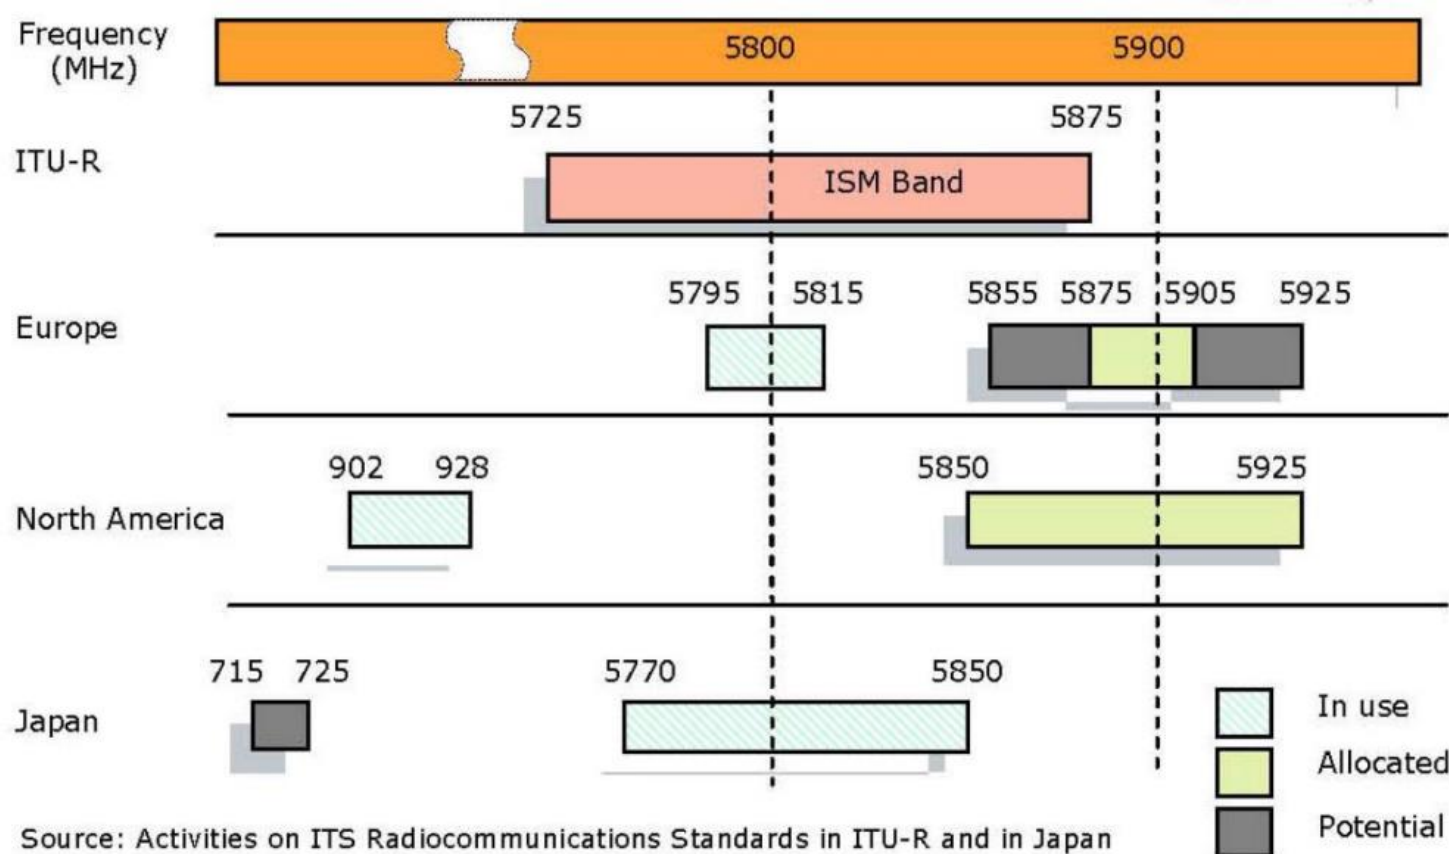 Frequency
(MHz)
5800 5900
5725 5875
ITU-R
ISM Band
5795 5815 5855 5875 5905 5925
Europe
902 928 5850 5925
North America
715 725 5770 5850
Japan
In use
Allocated
Potential
Source: Activities on ITS Radiocommunications Standards in ITU-R and in Japan